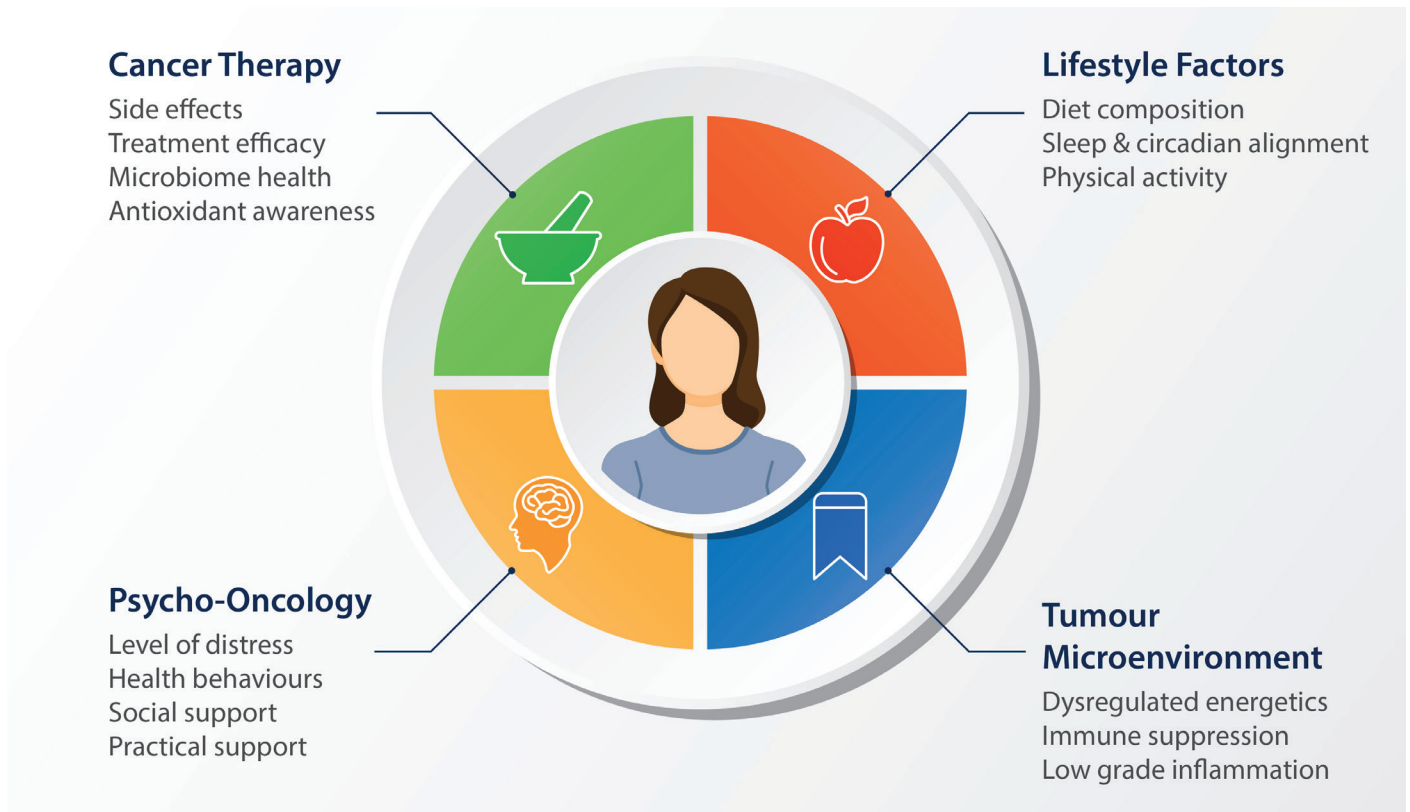 Cancer Therapy
Side effects
Treatment efficacy
Microbiome health
Antioxidant awareness
Lifestyle Factors
Diet composition
Sleep & circadian alignment
Physical activity
Psycho-Oncology
Level of distress
Health behaviours
Social support
Practical support
Tumour
Microenvironment
Dysregulated energetics
Immune suppression
Low grade inflammation